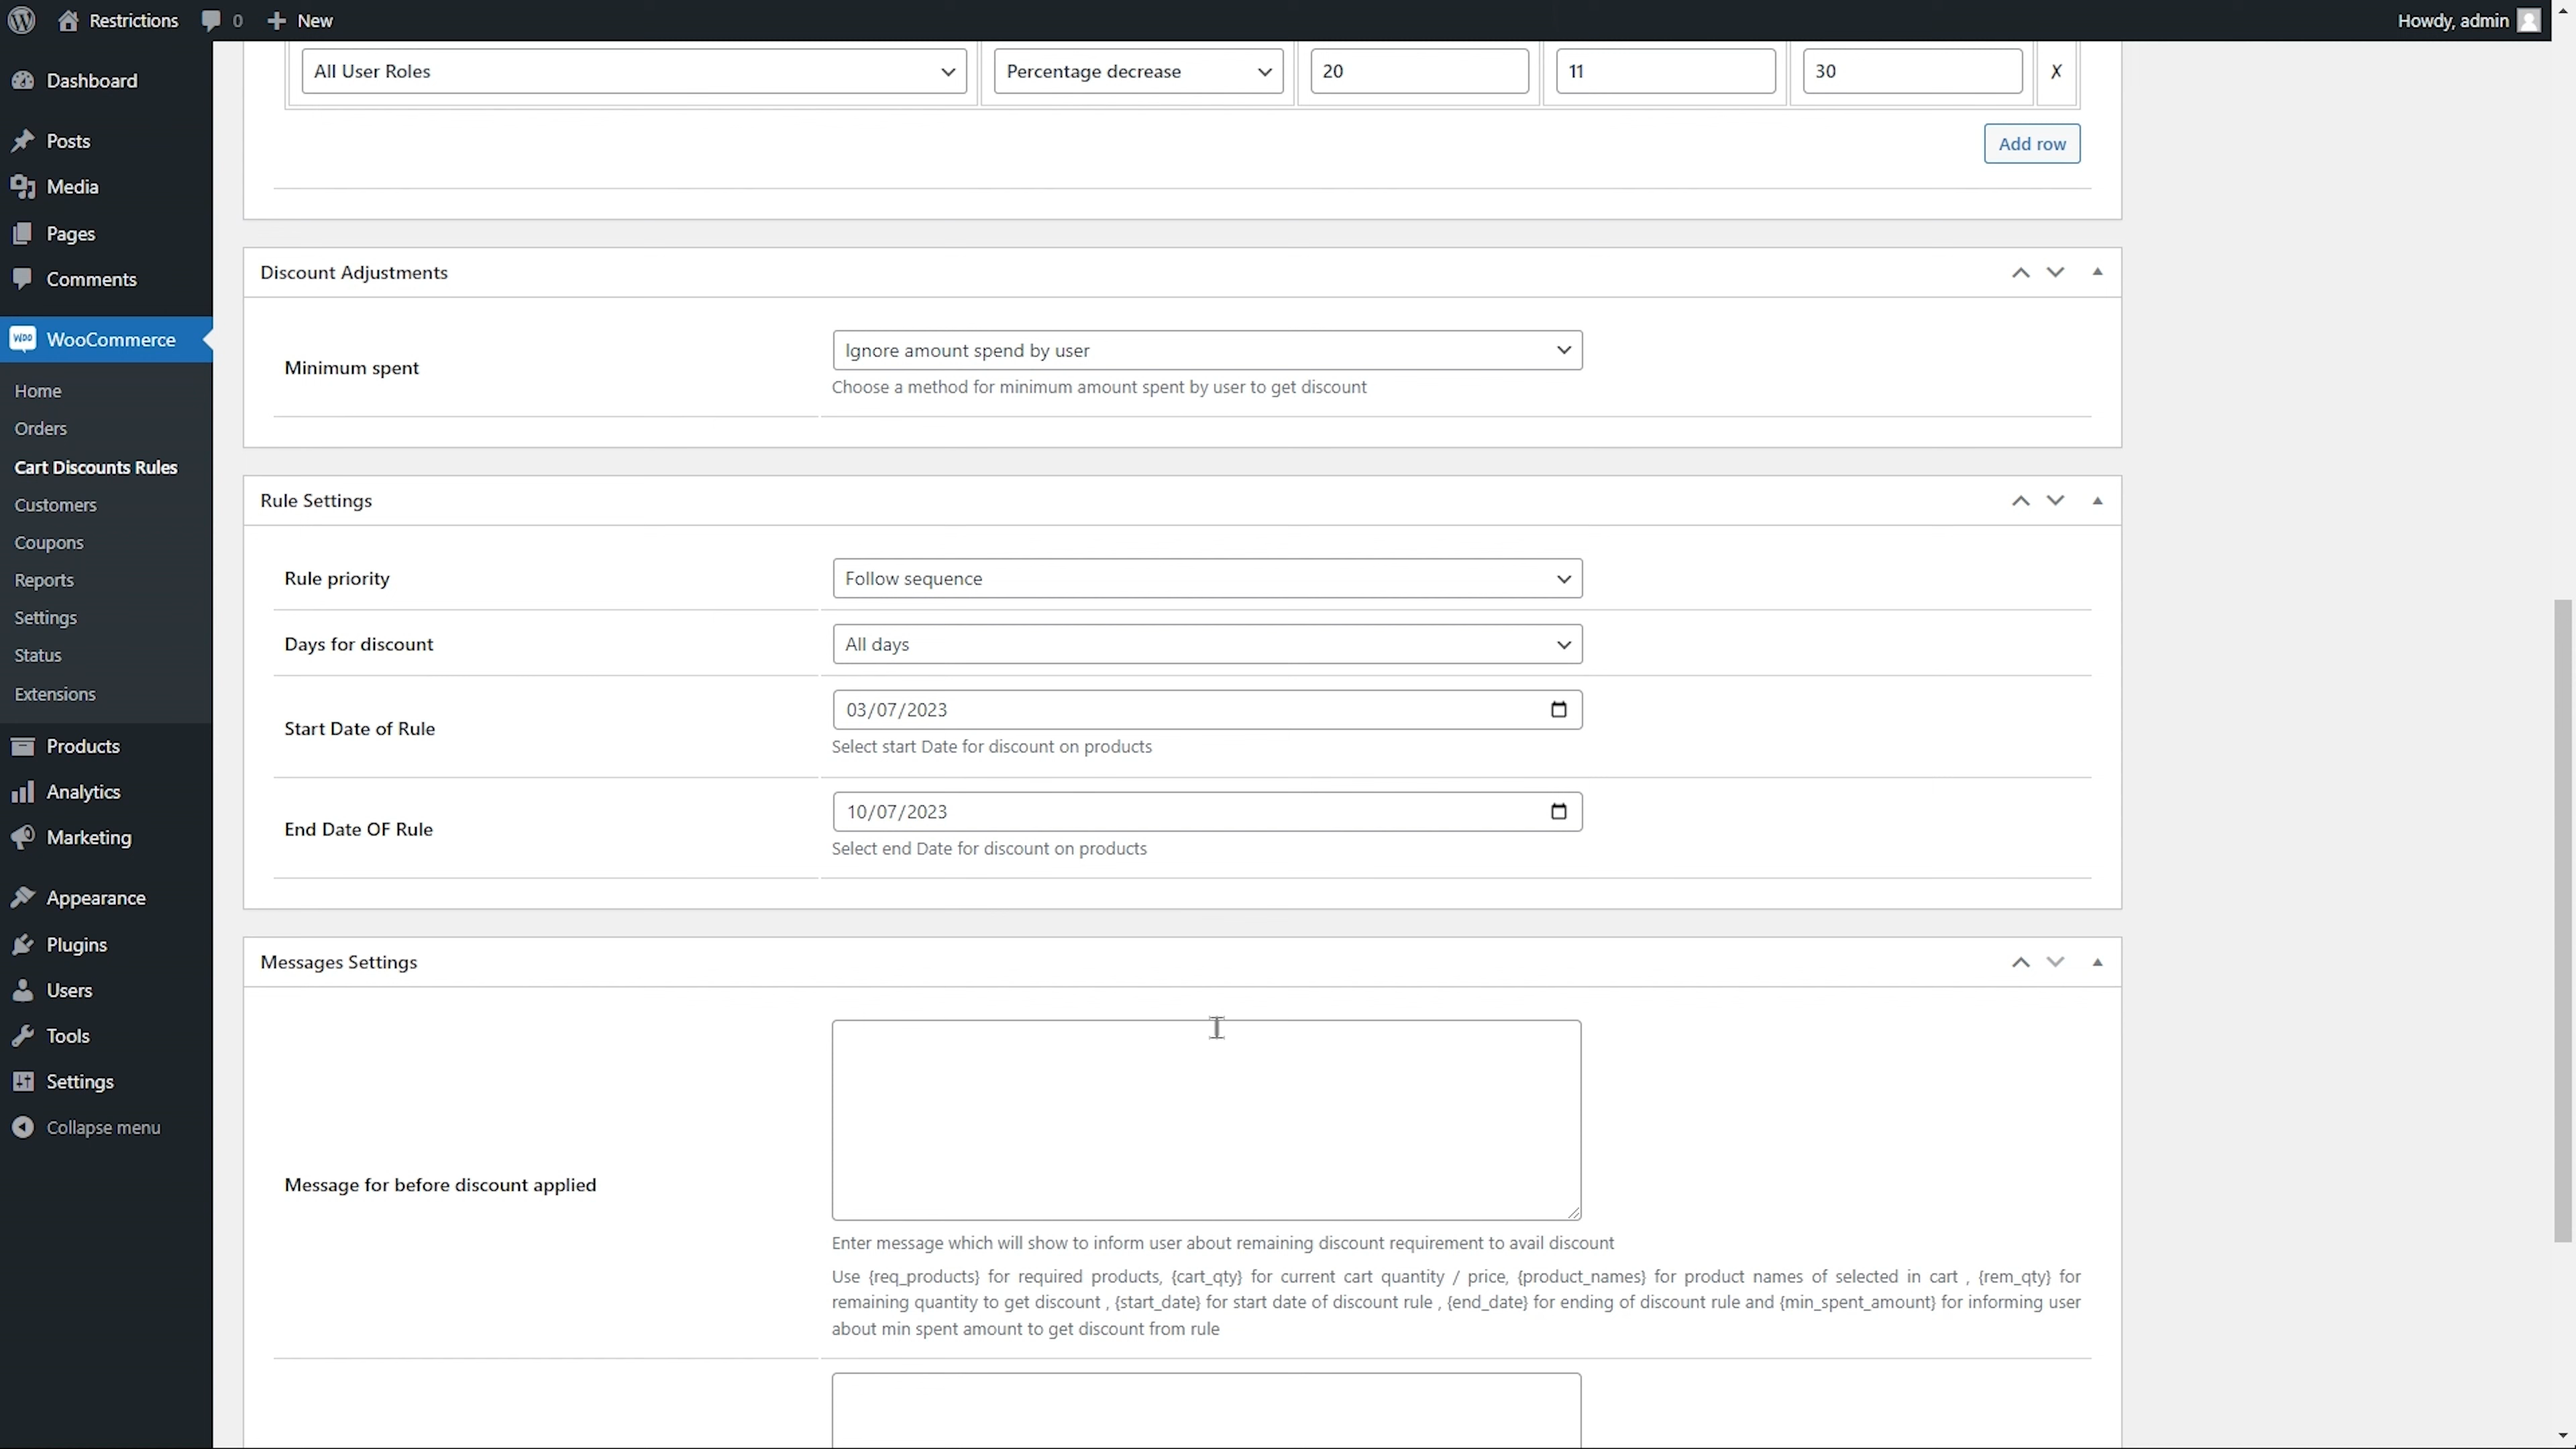 Restrictions
0
New
Howdy, admin
Dashboard
Posts
Media
Pages
Comments
WooCommerce
Home
Orders
Cart Discounts Rules
Customers
Coupons
Reports
Settings
Status
Extensions
Products
Analytics
Marketing
Appearance
Plugins
Users
Tools
Settings
Collapse menu
All User Roles
Percentage decrease
20
11
30
X
Add row
Discount Adjustments
Minimum spent
Ignore amount spend by user
Choose a method for minimum amount spent by user to get discount
Rule Settings
Rule priority
Follow sequence
Days for discount
All days
Start Date of Rule
03/07/2023
Select start Date for discount on products
End Date OF Rule
10/07/2023
Select end Date for discount on products
Messages Settings
Message for before discount applied
Enter message which will show to inform user about remaining discount requirement to avail discount
Use {req_products} for required products, {cart_qty} for current cart quantity / price, {product_names} for product names of selected in cart , {rem_qty} for
remaining quantity to get discount , {start_date} for start date of discount rule , {end_date} for ending of discount rule and {min_spent_amount} for informing user
about min spent amount to get discount from rule